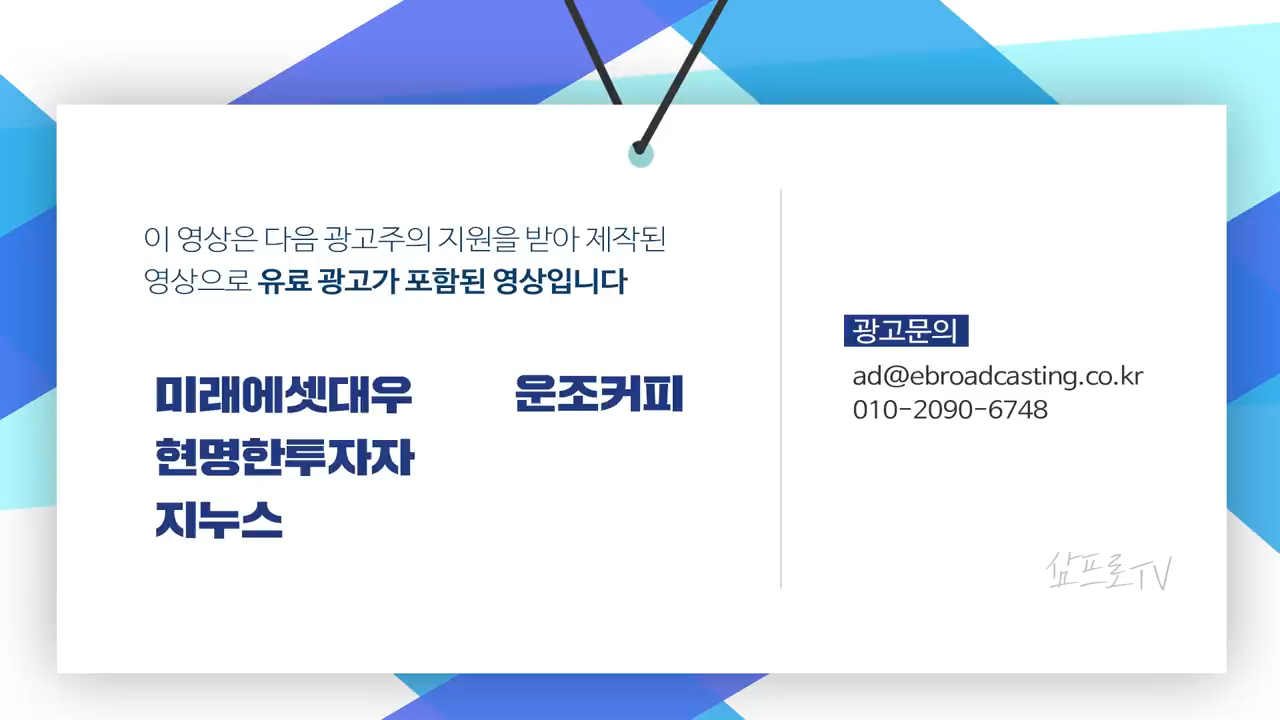 이 영상은 다음 광고주의 지원을 받아 제작된
영상으로 유료 광고가 포함된 영상입니다
미래에셋대우
운조커피
현명한투자자
지누스
광고문의
ad@ebroadcasting.co.kr
010-2090-6748
삼프로TV